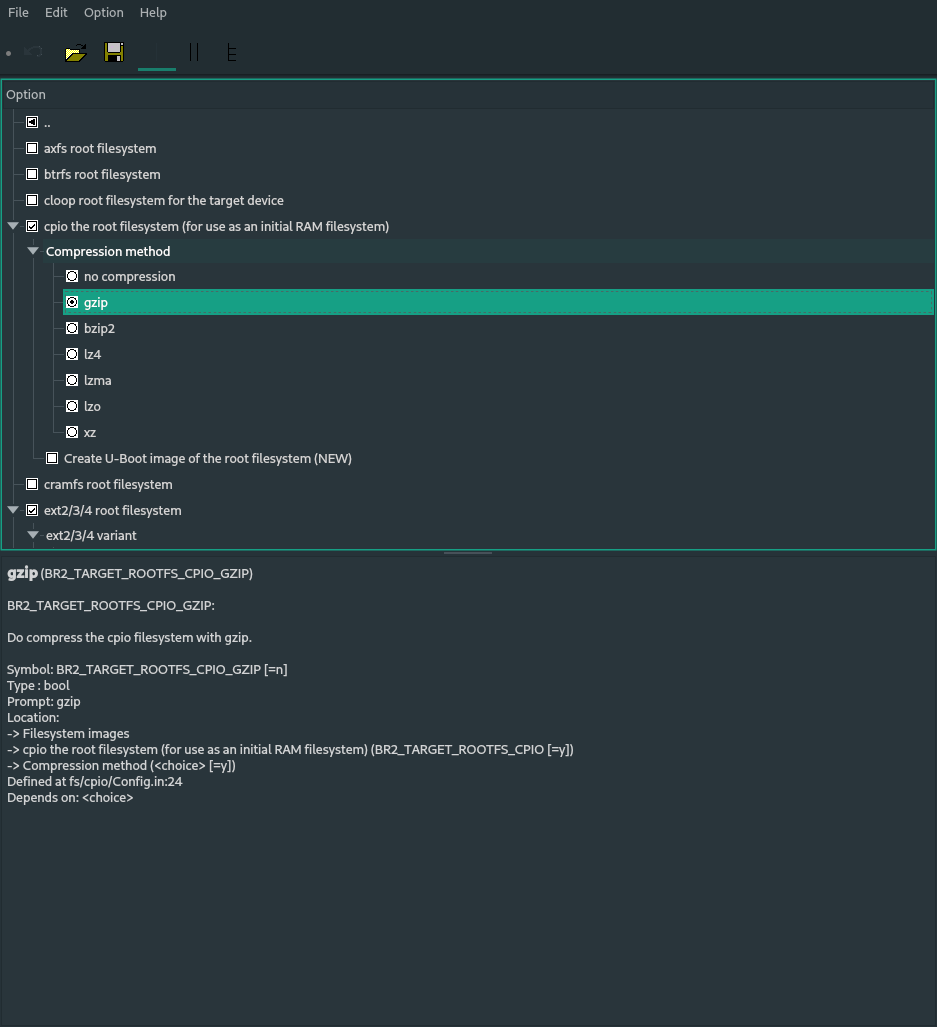 File Edit Option Help
Option
..
axfs root filesystem
btrfs root filesystem
cloop root filesystem for the target device
cpio the root filesystem (for use as an initial RAM filesystem)
Compression method
no compression
gzip
bzip2
lz4
lzma
lzo
xz
Create U-Boot image of the root filesystem (NEW)
cramfs root filesystem
ext2/3/4 root filesystem
ext2/3/4 variant
gzip (BR2_TARGET_ROOTFS_CPIO_GZIP)
BR2_TARGET_ROOTFS_CPIO_GZIP:
Do compress the cpio filesystem with gzip.
Symbol: BR2_TARGET_ROOTFS_CPIO_GZIP [=n]
Type : bool
Prompt: gzip
Location:
-> Filesystem images
-> cpio the root filesystem (for use as an initial RAM filesystem) (BR2_TARGET_ROOTFS_CPIO [=y])
-> Compression method (<choice> [=y])
Defined at fs/cpio/Config.in:24
Depends on: <choice>